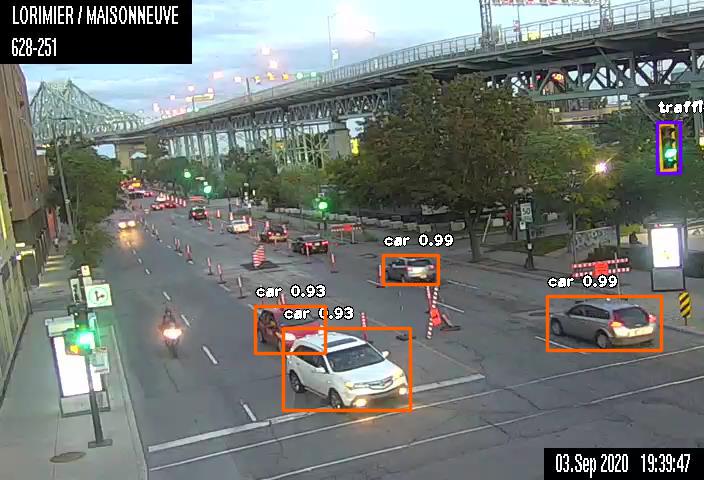 LORIMIER / MAISONNEUVE
628-251
traffi
car 0.99
car 0.99
car 0.93
car 0.93
50
03.Sep 2020 19:39:47